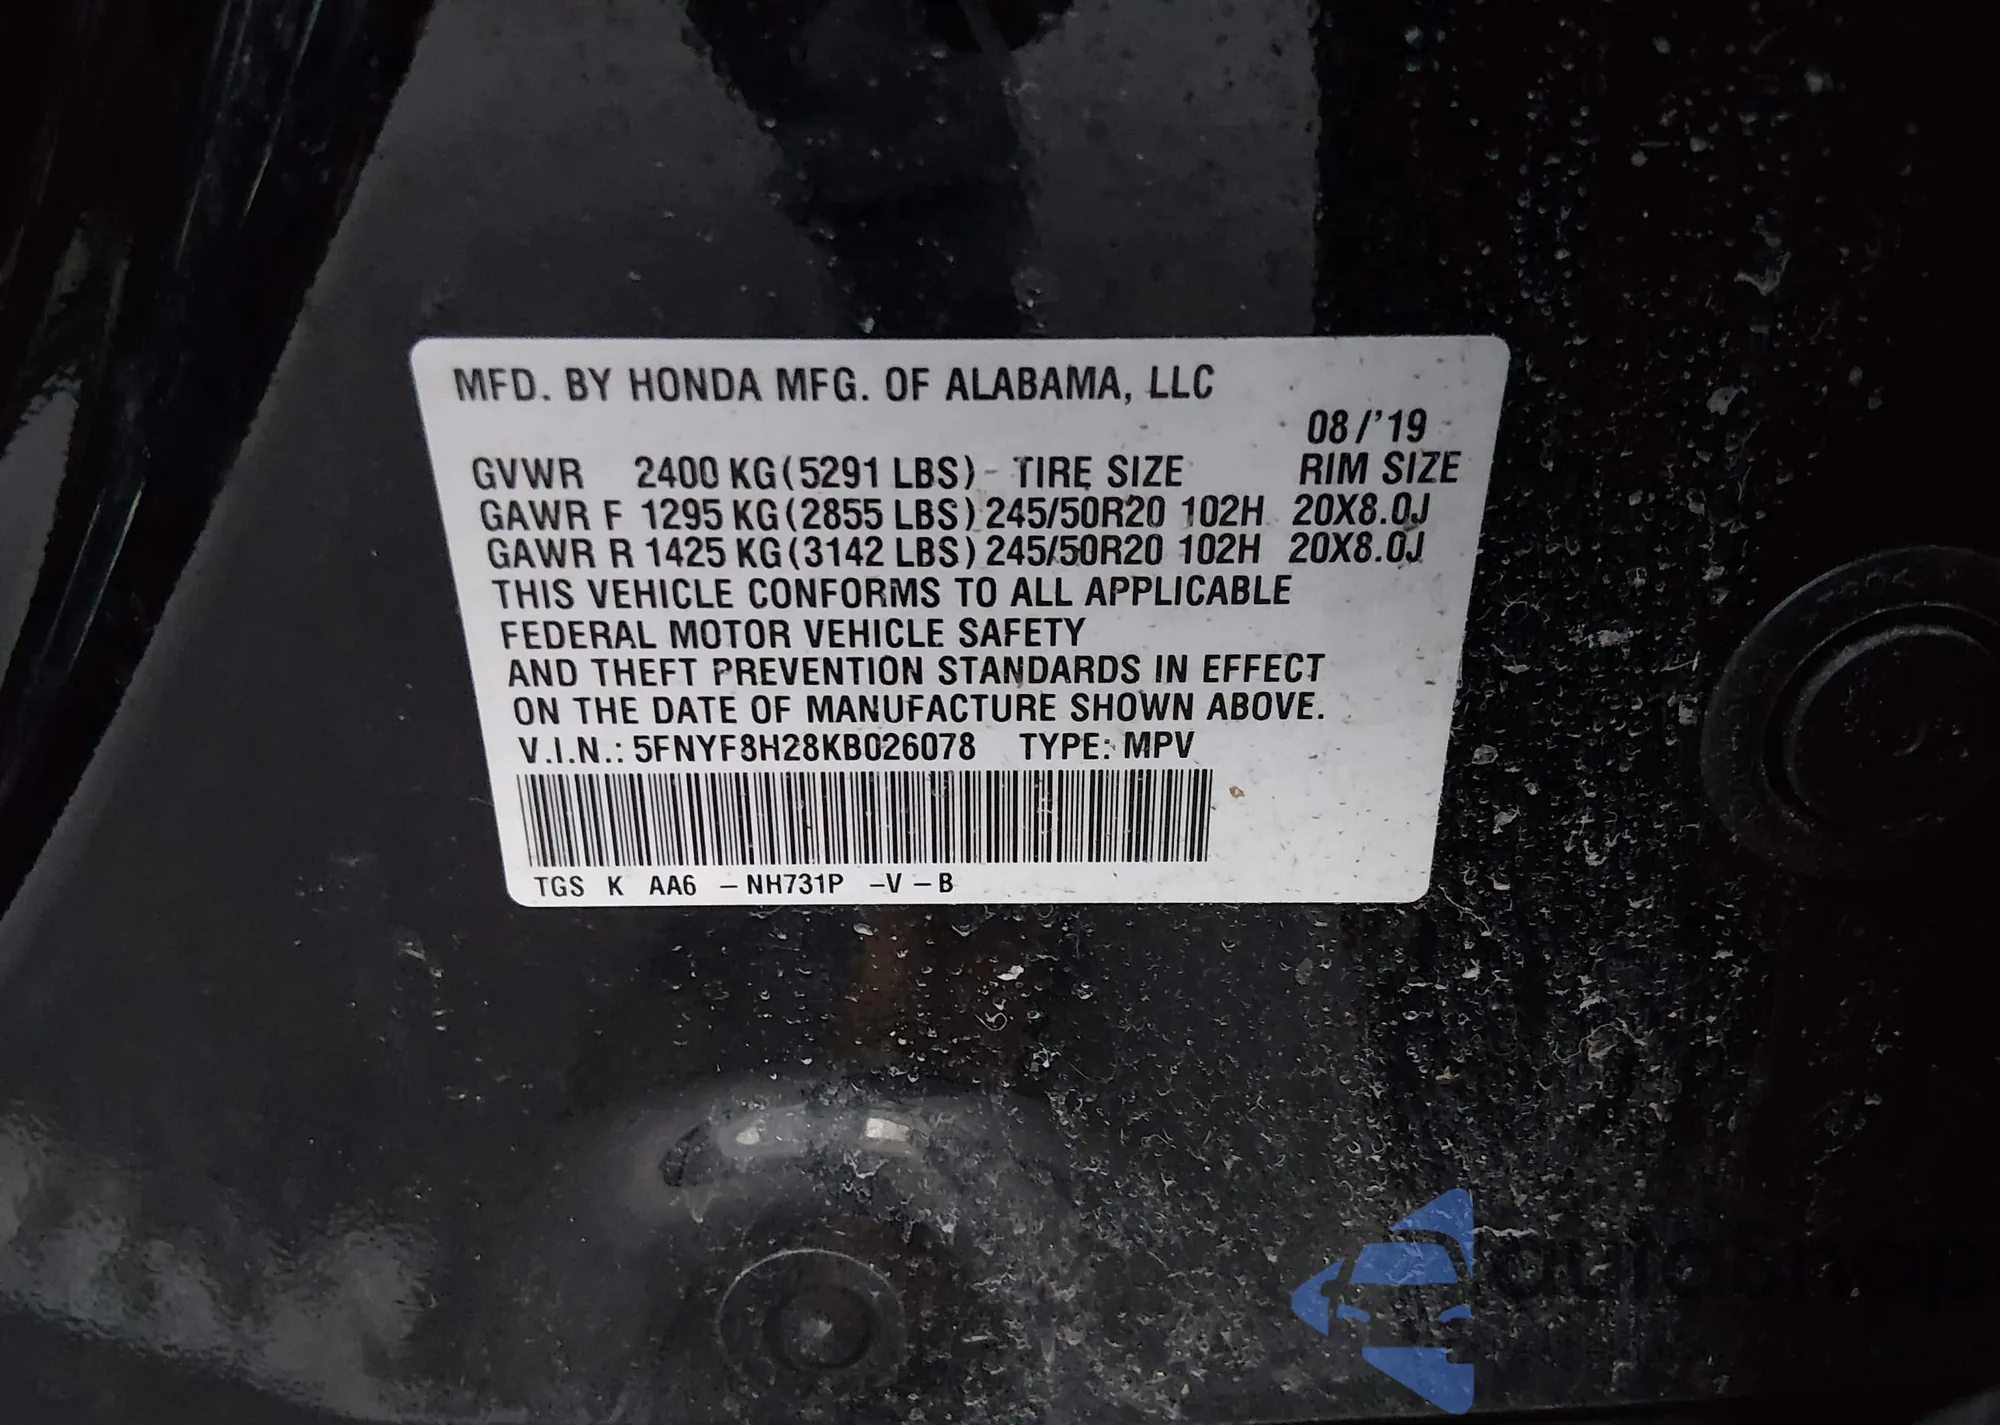 MFD. BY HONDA MFG. OF ALABAMA, LLC
08/'19
GVWR 2400 KG(5291 LBS) - TIRE SIZE RIM SIZE
GAWR F 1295 KG(2855 LBS) 245/50R20 102H 20X8.0J
GAWR R 1425 KG(3142 LBS) 245/50R20 102H 20X8.0J
THIS VEHICLE CONFORMS TO ALL APPLICABLE
FEDERAL MOTOR VEHICLE SAFETY
AND THEFT PREVENTION STANDARDS IN EFFECT
ON THE DATE OF MANUFACTURE SHOWN ABOVE.
V.I.N.: 5FNYF8H28KB026078 TYPE: MPV
TGS K AA6 -NH731P -V-B